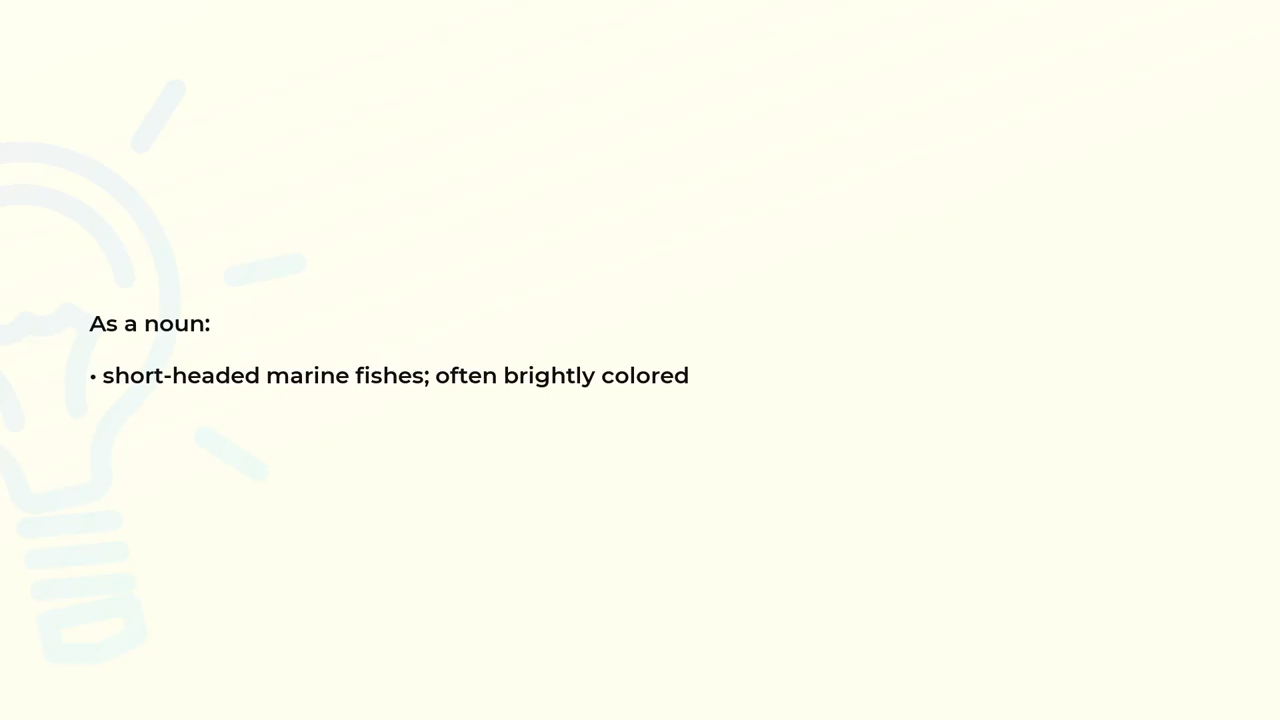 As a noun:
• short-headed marine fishes; often brightly colored